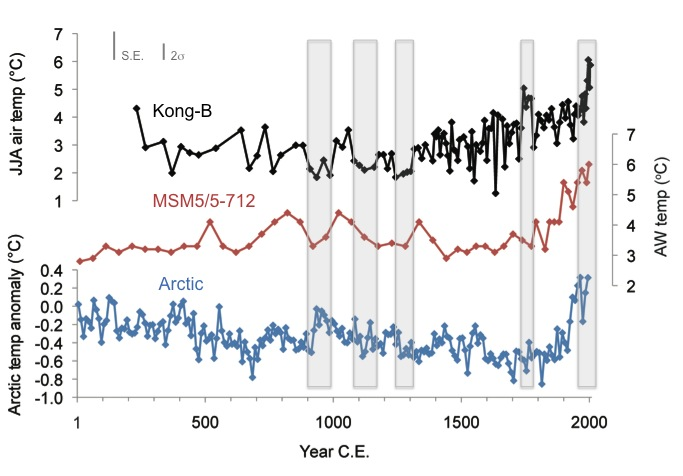 7
6
5
4
3
2
1
JJA air temp (°C)
S.E.
2σ
Kong-B
MSM5/5-712
7
6
5
4
3
2
AW temp (°C)
Arctic
0.4
0.2
0.0
-0.2
-0.4
-0.6
-0.8
-1.0
Arctic temp anomaly (°C)
1
500
1000
1500
2000
Year C.E.